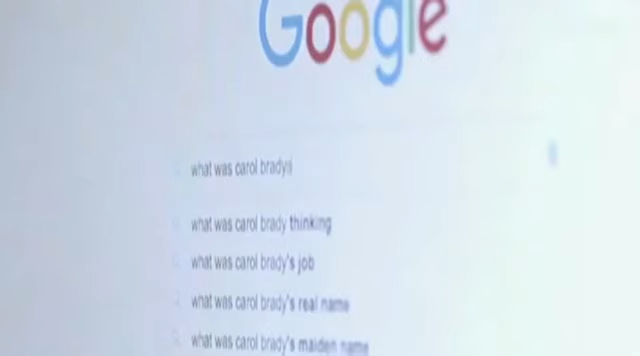 Google
what was carol bradys
what was carol brady thinking
what was carol brady's job
what was carol brady's real name
what was carol brady's maiden name